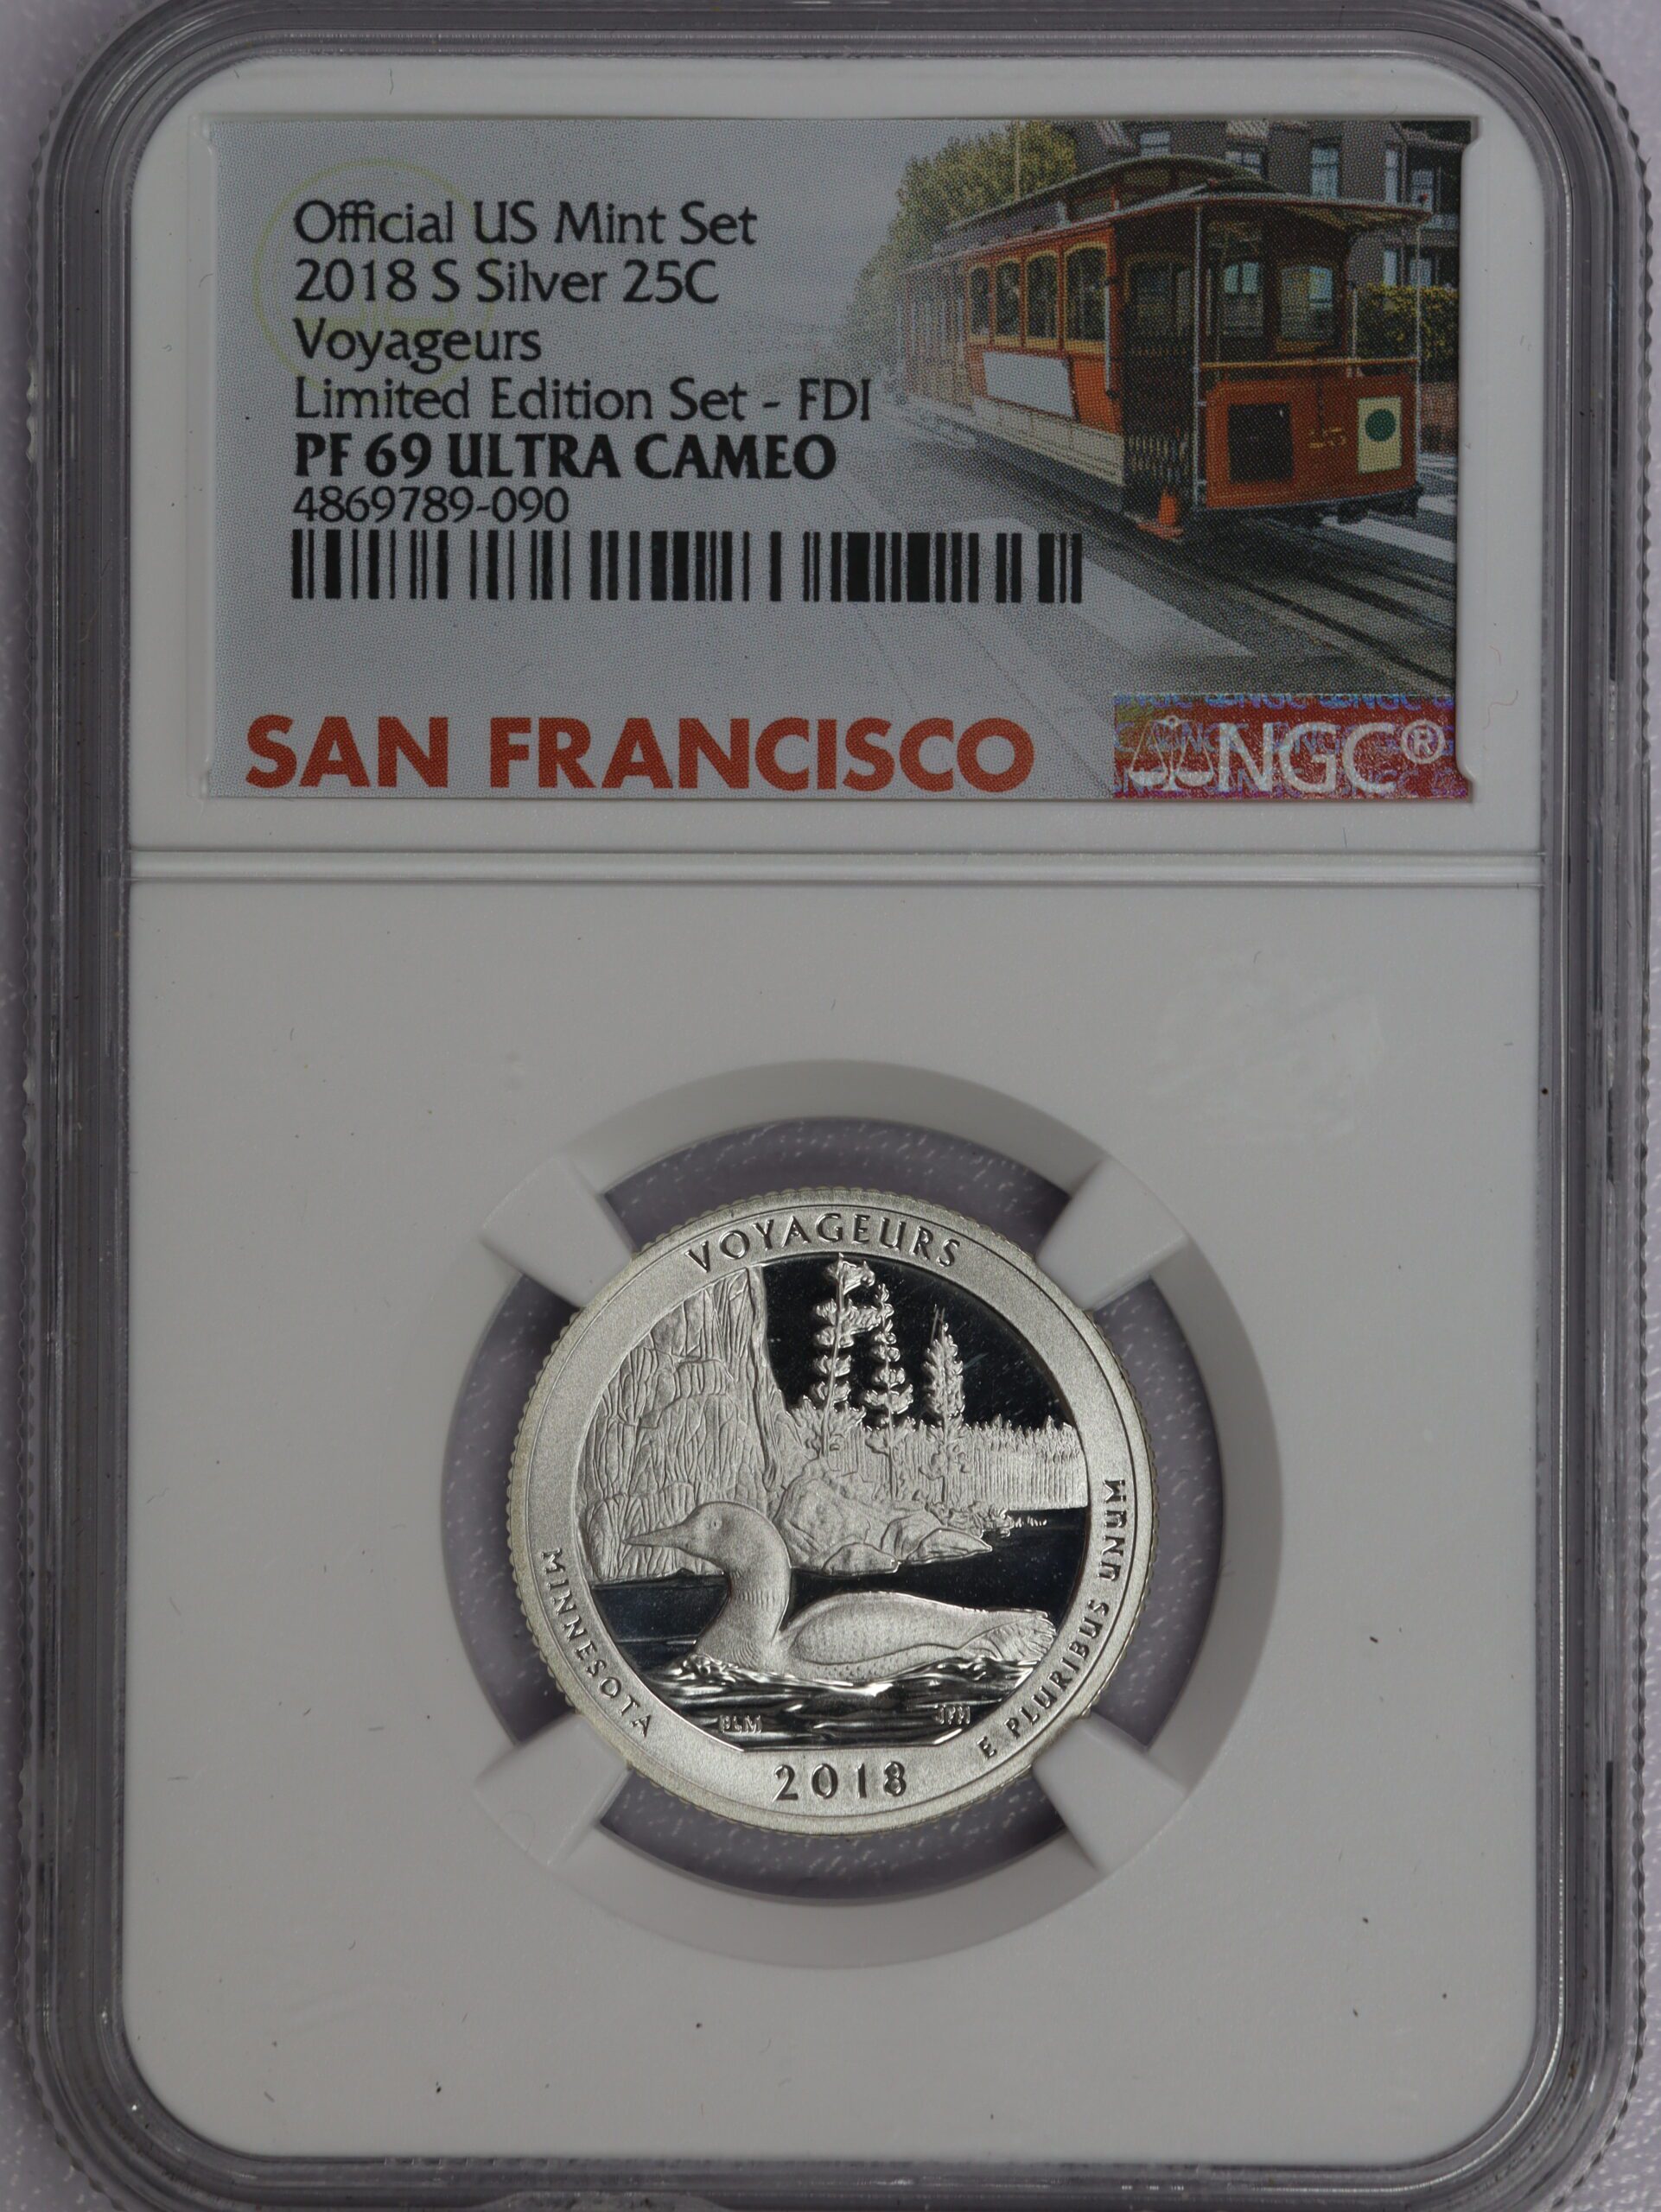 Official US Mint Set
2018 S Silver 25C
Voyageurs
Limited Edition Set - FDI
PF 69 ULTRA CAMEO
4869789-090
SAN FRANCISCO
NGC®
VOYAGEURS
MINNESOTA
E PLURIBUS UNUM
JFM
2018